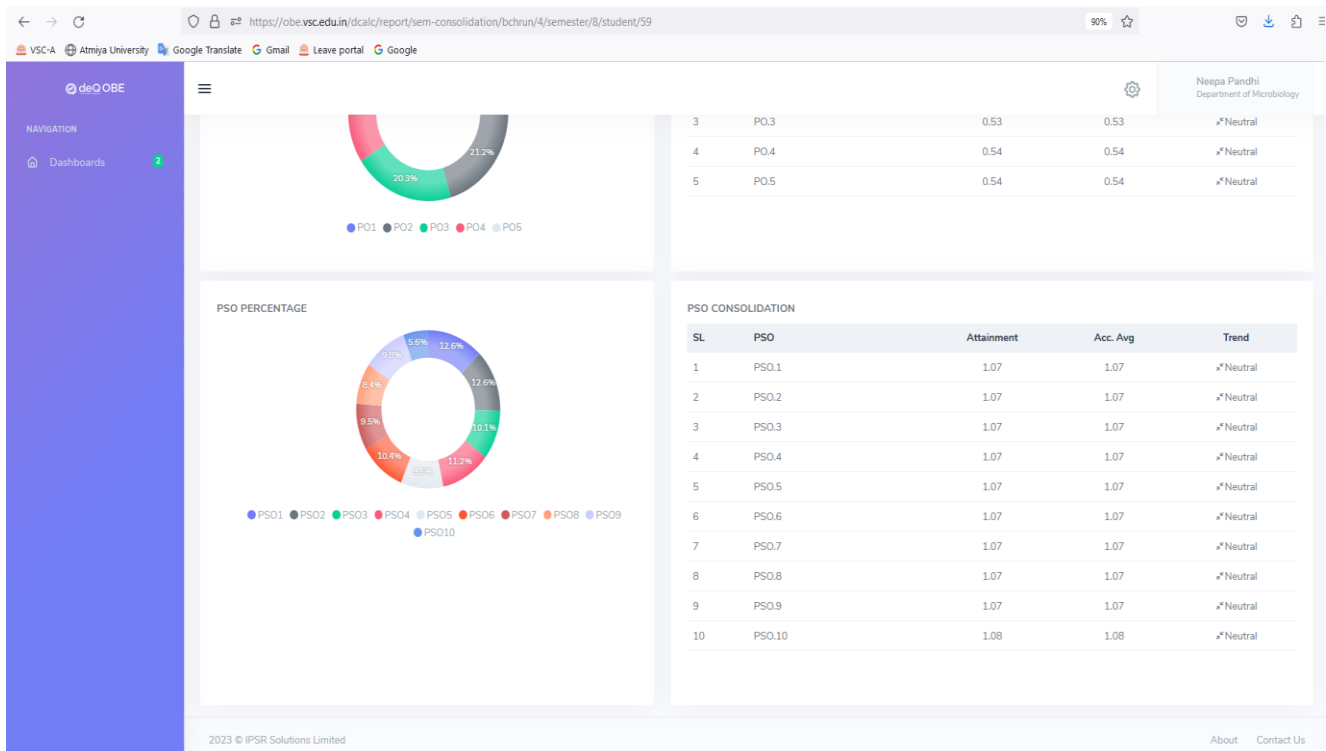 https://obe.vsc.edu.in/dcalc/report/sem-consolidation/bchrun/4/semester/8/student/59 90%
VSC-A Atmiya University Google Translate Gmail Leave portal Google
deQ OBE
Neepa Pandhi
Department of Microbiology
NAVIGATION
Dashboards 2
21.2%
20.3%
PO1 PO2 PO3 PO4 PO5
3 PO.3 0.53 0.53 Neutral
4 PO.4 0.54 0.54 Neutral
5 PO.5 0.54 0.54 Neutral
PSO PERCENTAGE
5.6% 12.6%
9.8%
12.6%
8.4%
9.5%
10.1%
10.4%
11.2%
PSO1 PSO2 PSO3 PSO4 PSO5 PSO6 PSO7 PSO8 PSO9
PSO10
PSO CONSOLIDATION
SL PSO Attainment Acc. Avg Trend
1 PSO.1 1.07 1.07 Neutral
2 PSO.2 1.07 1.07 Neutral
3 PSO.3 1.07 1.07 Neutral
4 PSO.4 1.07 1.07 Neutral
5 PSO.5 1.07 1.07 Neutral
6 PSO.6 1.07 1.07 Neutral
7 PSO.7 1.07 1.07 Neutral
8 PSO.8 1.07 1.07 Neutral
9 PSO.9 1.07 1.07 Neutral
10 PSO.10 1.08 1.08 Neutral
2023 © IPSR Solutions Limited
About Contact Us